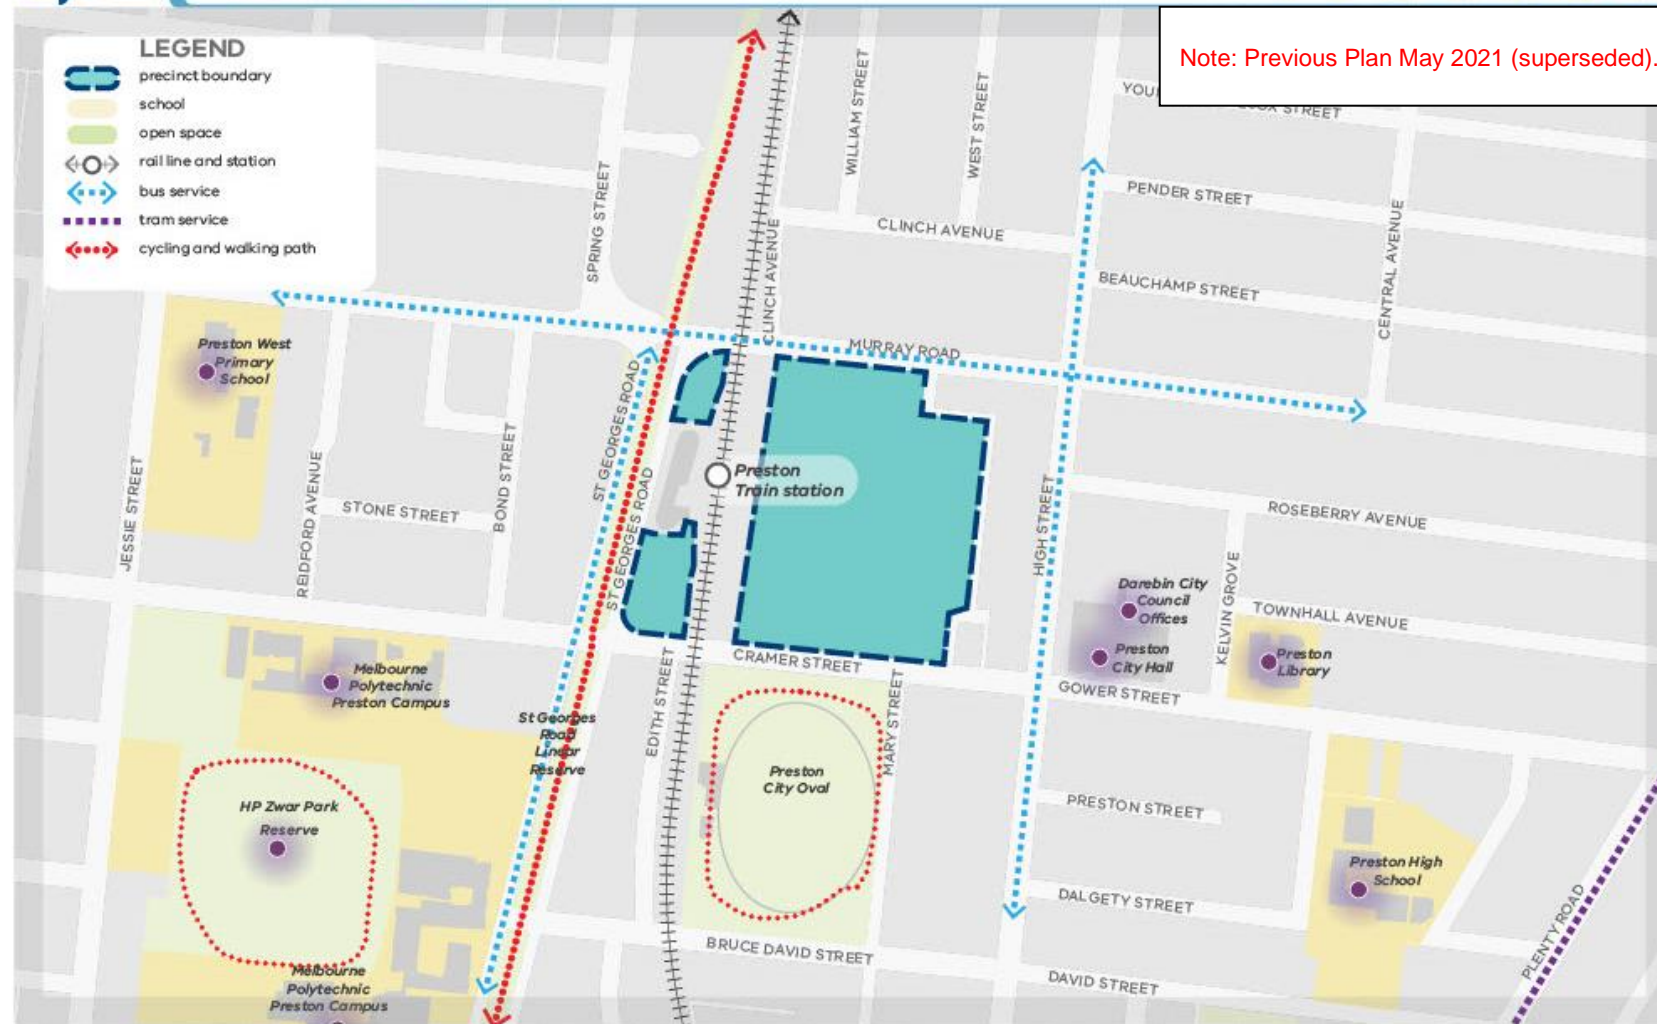 LEGEND
precinct boundary
school
open space
rail line and station
bus service
tram service
cycling and walking path
Note: Previous Plan May 2021 (superseded).
YOU
STREET
WILLIAM STREET
WEST STREET
SPRING STREET
CLINCH AVENUE
CLINCH AVENUE
PENDER STREET
BEAUCHAMP STREET
CENTRAL AVENUE
MURRAY ROAD
Preston West
Primary
School
JESSIE STREET
REIDFORD AVENUE
STONE STREET
BOND STREET
ST GEORGES ROAD
ST GEORGES ROAD
Preston
Train station
HIGH STREET
ROSEBERRY AVENUE
KELVIN GROVE
TOWNHALL AVENUE
Darebin City
Council
Offices
Preston
City Hall
Preston
Library
GOWER STREET
CRAMER STREET
Melbourne
Polytechnic
Preston Campus
St Georges
Road
Linear
Reserve
EDITH STREET
MARY STREET
Preston
City Oval
HP Zwar Park
Reserve
PRESTON STREET
DALGETY STREET
Preston High
School
PLENTY ROAD
BRUCE DAVID STREET
DAVID STREET
Melbourne
Polytechnic
Preston Campus